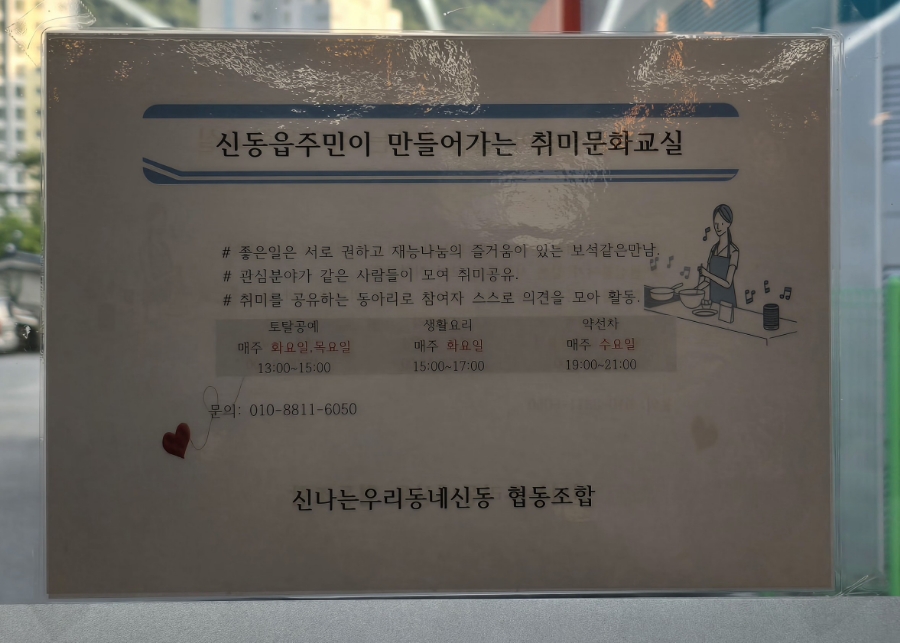 신동읍주민이 만들어가는 취미문화교실
# 좋은일은 서로 권하고 재능나눔의 즐거움이 있는 보석같은만남.
# 관심분야가 같은 사람들이 모여 취미공유.
# 취미를 공유하는 동아리로 참여자 스스로 의견을 모아 활동.
토탈공예 생활요리 약선차
매주 화요일,목요일 매주 화요일 매주 수요일
13:00~15:00 15:00~17:00 19:00~21:00
문의: 010-8811-6050
신나는우리동네신동 협동조합